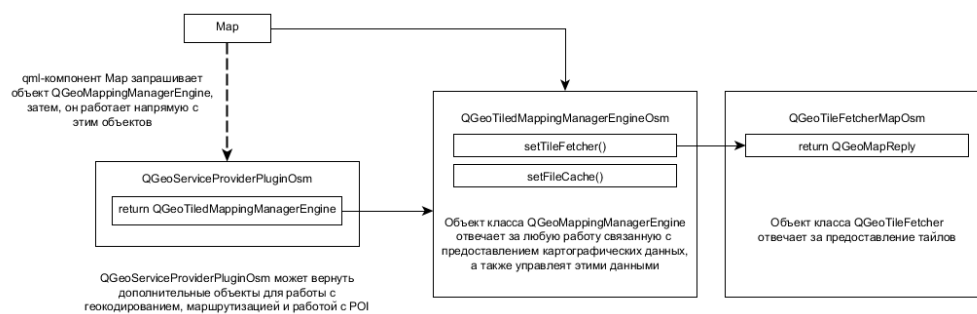 Map
qml-компонент Map запрашивает
объект QGeoMappingManagerEngine,
затем, он работает напрямую с
этим объектов
QGeoServiceProviderPluginOsm
return QGeoTiledMappingManagerEngine
QGeoServiceProviderPluginOsm может вернуть
дополнительные объекты для работы с
геокодированием, маршрутизацией и работой с POI
QGeoTiledMappingManagerEngineOsm
setTileFetcher()
setFileCache()
Объект класса QGeoMappingManagerEngine
отвечает за любую работу связанную с
предоставлением картографических данных,
а также управляет этими данными
QGeoTileFetcherMapOsm
return QGeoMapReply
Объект класса QGeoTileFetcher
отвечает за предоставление тайлов